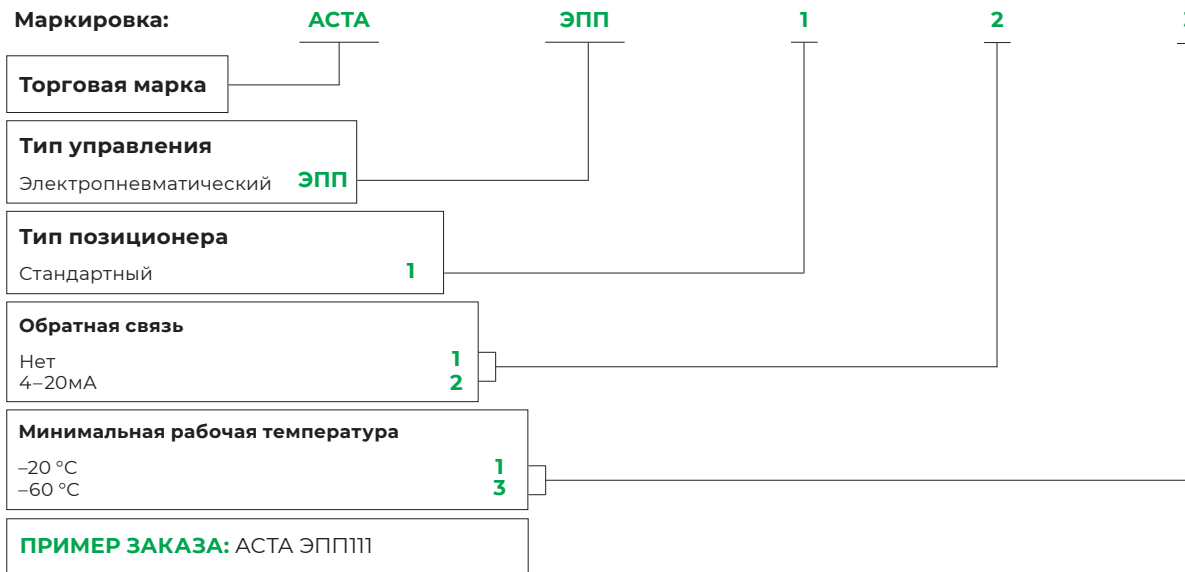 Маркировка: АСТА ЭПП 1 2
Торговая марка
Тип управления
Электропневматический ЭПП
Тип позиционера
Стандартный 1
Обратная связь
Нет 1
4–20мА 2
Минимальная рабочая температура
–20 °C 1
–60 °C 3
ПРИМЕР ЗАКАЗА: АСТА ЭПП111